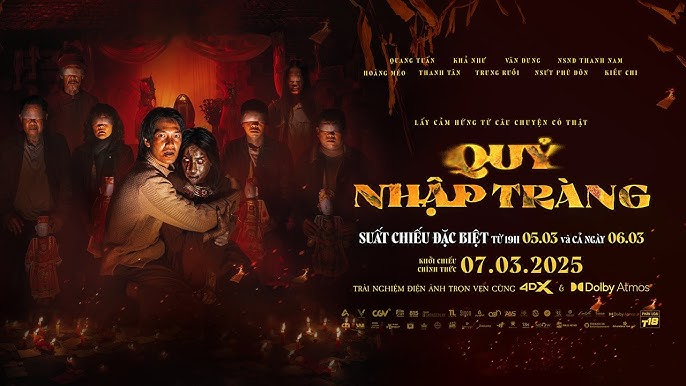 QUANG TUẤN KHẢ NHƯ VÂN DUNG NSND THANH NAM
HOÀNG MÈO THANH TÂN TRUNG RUỒI NSƯT PHÚ ĐÔN KIỀU CHI
LẤY CẢM HỨNG TỪ CÂU CHUYỆN CÓ THẬT
QUỶ
NHẬP TRÀNG
SUẤT CHIẾU ĐẶC BIỆT TỪ 19H 05.03 VÀ CẢ NGÀY 06.03
KHỞI CHIẾU
CHÍNH THỨC 07.03.2025
TRẢI NGHIỆM ĐIỆN ẢNH TRỌN VẸN CÙNG 4DX & Dolby Atmos
CGV
PHÂN LOẠI
T18